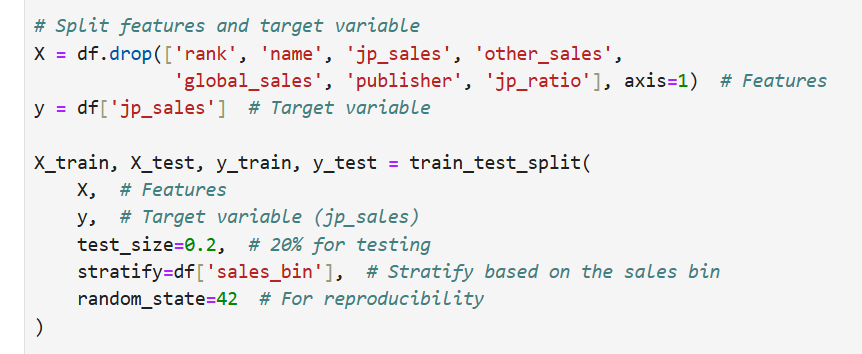 # Split features and target variable
X = df.drop(['rank', 'name', 'jp_sales', 'other_sales',
'global_sales', 'publisher', 'jp_ratio'], axis=1)  # Features
y = df['jp_sales']  # Target variable
X_train, X_test, y_train, y_test = train_test_split(
X,  # Features
y,  # Target variable (jp_sales)
test_size=0.2,  # 20% for testing
stratify=df['sales_bin'],  # Stratify based on the sales bin
random_state=42  # For reproducibility
)